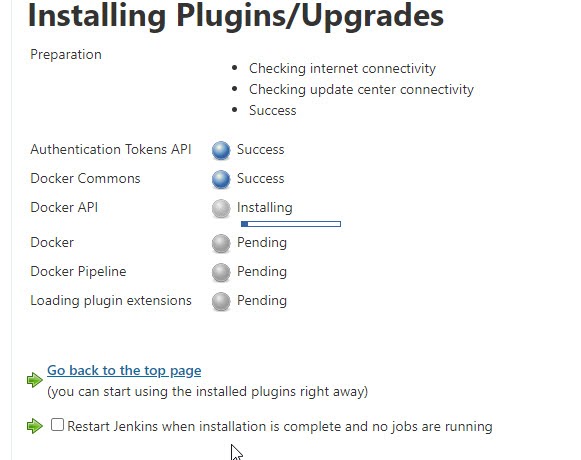 Installing Plugins/Upgrades
Preparation
Checking internet connectivity
Checking update center connectivity
Success
Authentication Tokens API Success
Docker Commons Success
Docker API Installing
Docker Pending
Docker Pipeline Pending
Loading plugin extensions Pending
Go back to the top page
(you can start using the installed plugins right away)
Restart Jenkins when installation is complete and no jobs are running